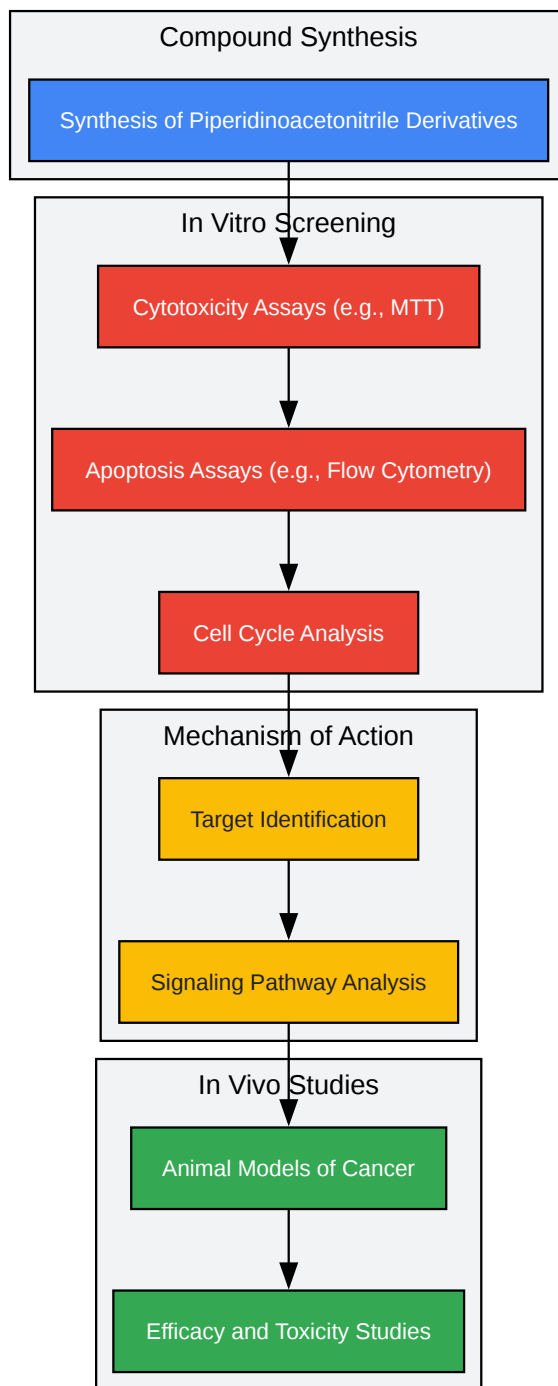 Compound Synthesis
Synthesis of Piperidinoacetonitrile Derivatives
In Vitro Screening
Cytotoxicity Assays (e.g., MTT)
Apoptosis Assays (e.g., Flow Cytometry)
Cell Cycle Analysis
Mechanism of Action
Target Identification
Signaling Pathway Analysis
In Vivo Studies
Animal Models of Cancer
Efficacy and Toxicity Studies